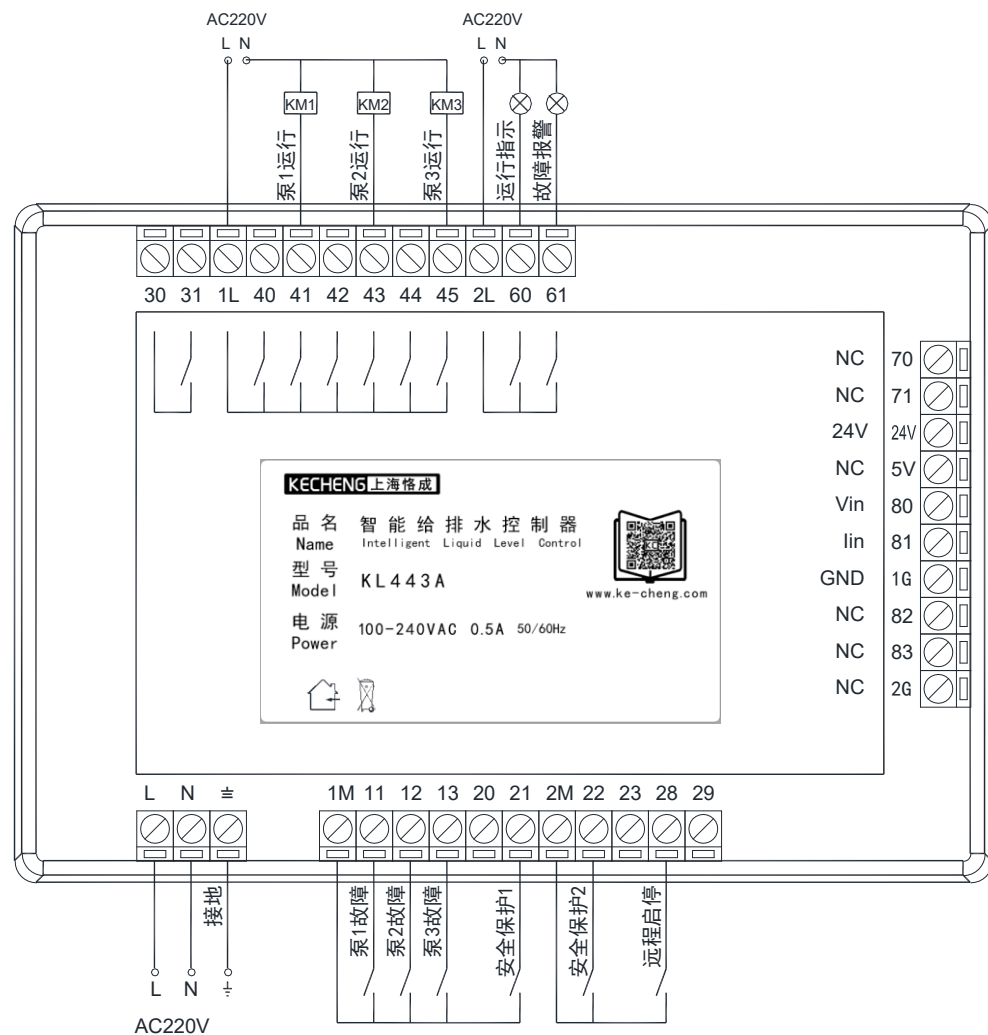 AC220V AC220V
L N L N
KM1 KM2 KM3
泵1运行 泵2运行 泵3运行 运行指示 故障报警
30 31 1L 40 41 42 43 44 45 2L 60 61
NC 70
NC 71
24V 24V
NC 5V
Vin 80
Iin 81
GND 1G
NC 82
NC 83
NC 2G
KECHENG 上海恪成
品名 智能给排水控制器
Name Intelligent Liquid Level Control
型号 KL443A
Model
www.ke-cheng.com
电源 100-240VAC 0.5A 50/60Hz
Power
L N 1M 11 12 13 20 21 2M 22 23 28 29
接地 泵1故障 泵2故障 泵3故障 安全保护1 安全保护2 远程启停
L N
AC220V